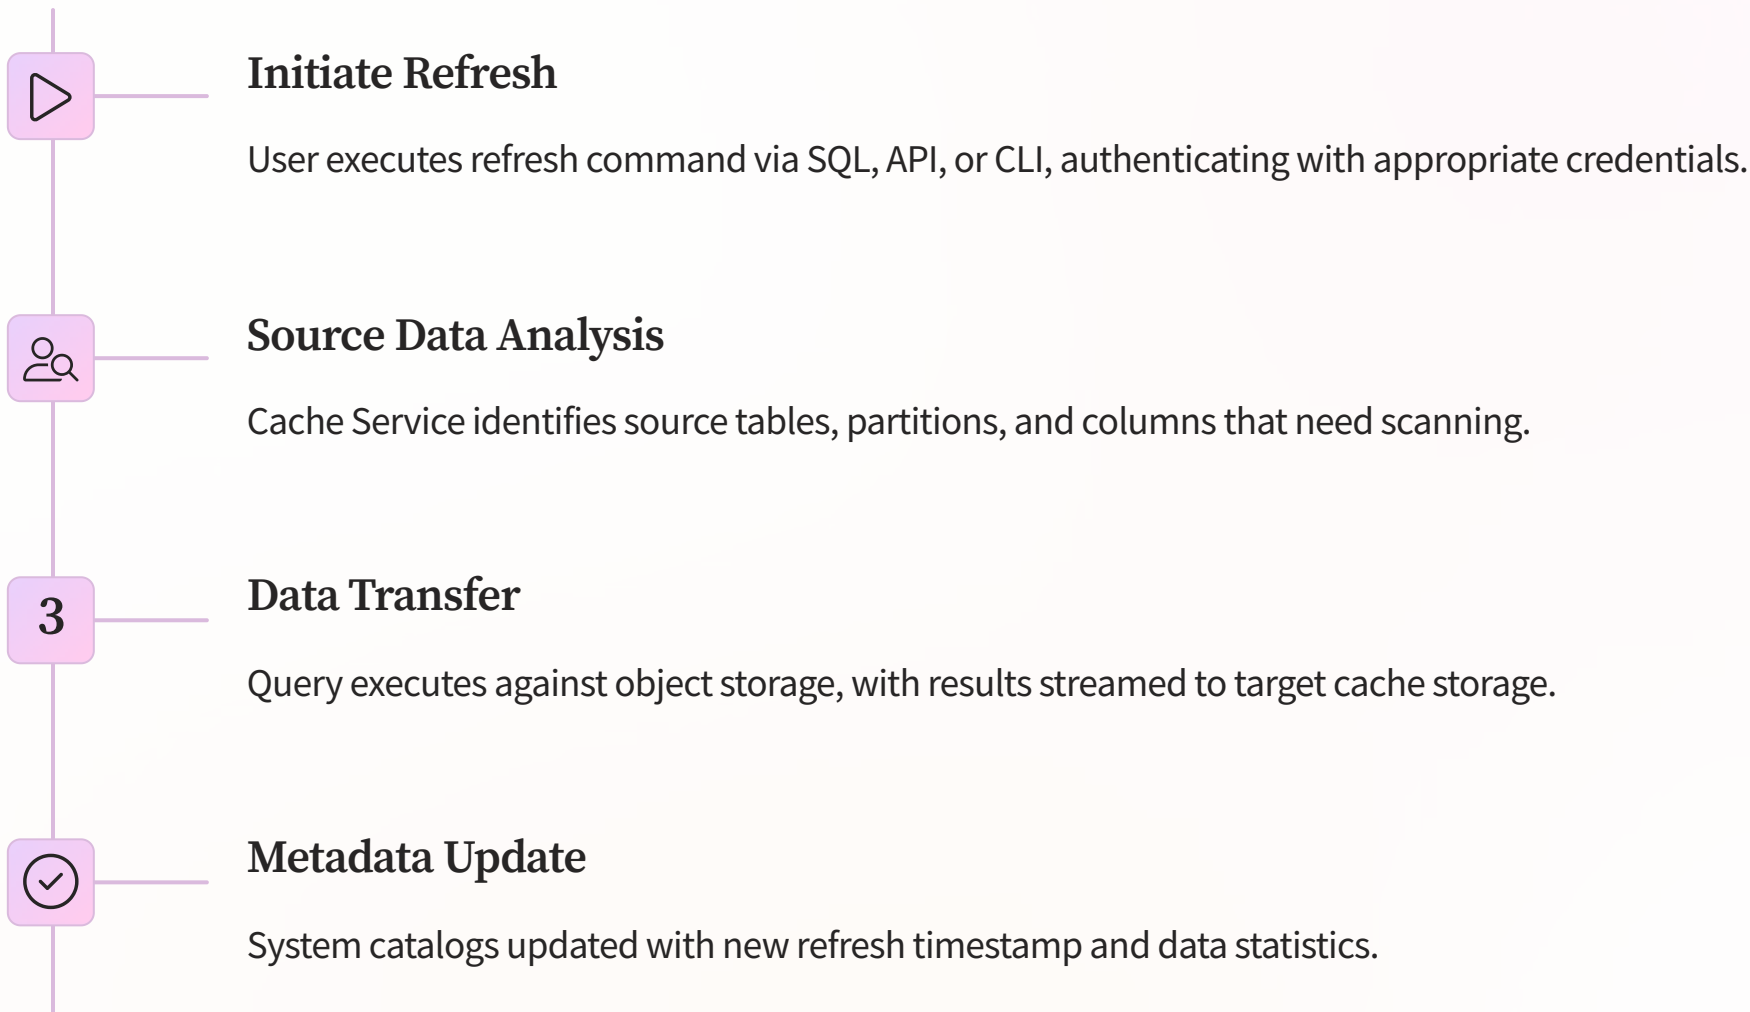 Initiate Refresh
User executes refresh command via SQL, API, or CLI, authenticating with appropriate credentials.
Source Data Analysis
Cache Service identifies source tables, partitions, and columns that need scanning.
3
Data Transfer
Query executes against object storage, with results streamed to target cache storage.
Metadata Update
System catalogs updated with new refresh timestamp and data statistics.